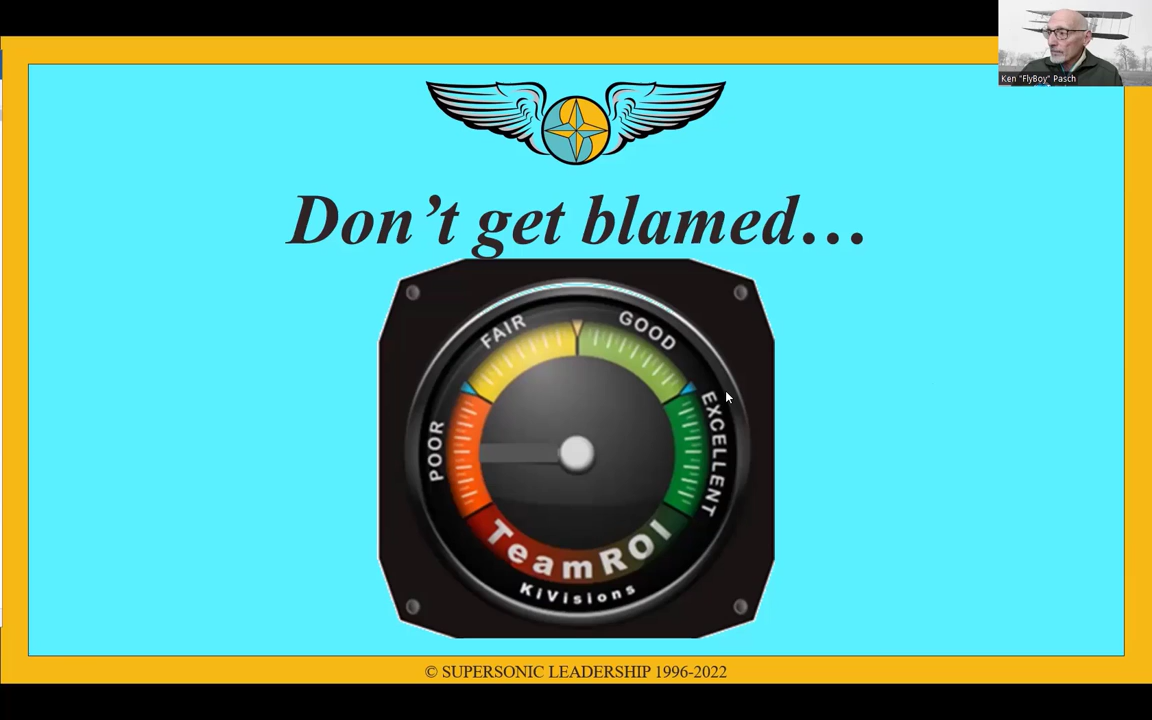 Ken "FlyBoy" Pasch
Don't get blamed...
FAIR
GOOD
POOR
EXCELLENT
TeamROI
KiVisions
© SUPERSONIC LEADERSHIP 1996-2022